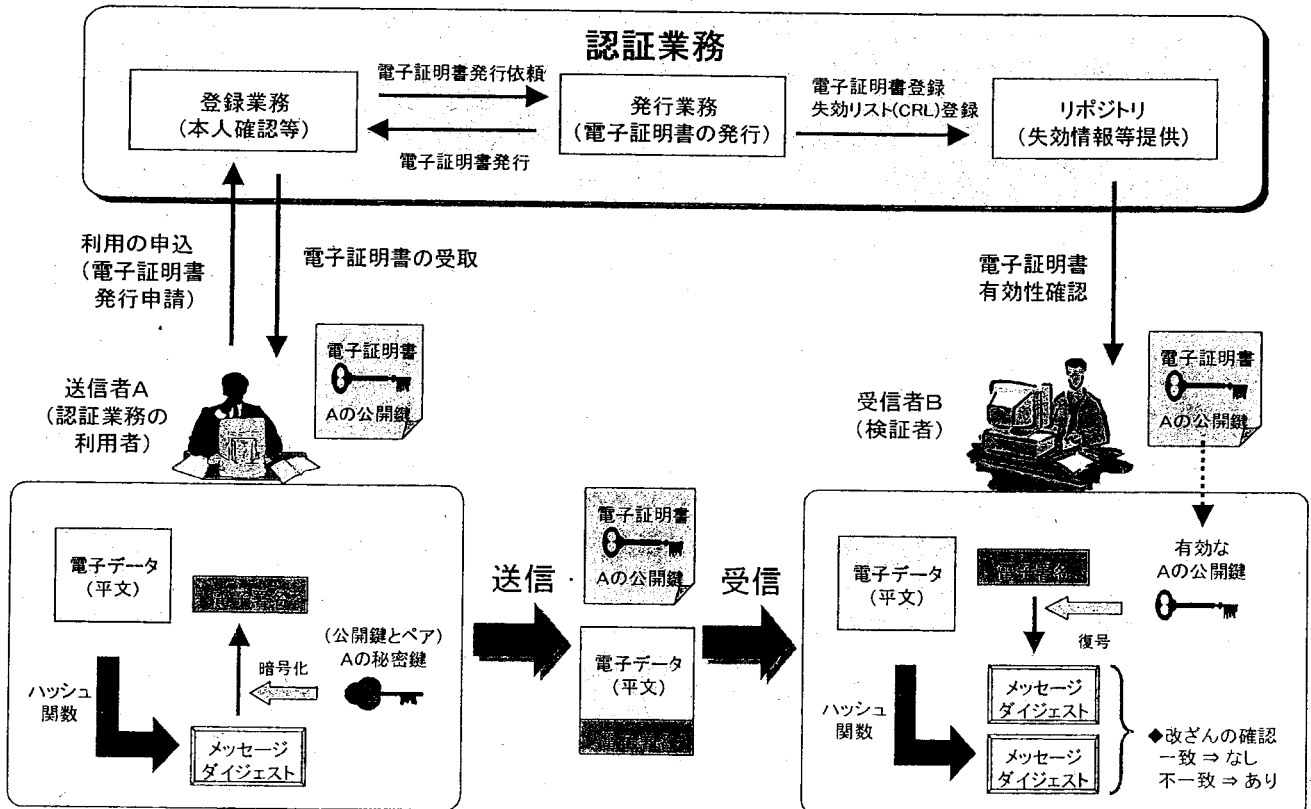 認証業務
登録業務
(本人確認等)
電子証明書発行依頼
電子証明書発行
発行業務
(電子証明書の発行)
電子証明書登録
失効リスト(CRL)登録
リポジトリ
(失効情報等提供)
利用の申込
(電子証明書
発行申請)
電子証明書の受取
電子証明書
有効性確認
送信者A
(認証業務の
利用者)
電子証明書
Aの公開鍵
受信者B
(検証者)
電子証明書
Aの公開鍵
電子データ
(平文)
(公開鍵とペア)
Aの秘密鍵
暗号化
ハッシュ
関数
メッセージ
ダイジェスト
送信
電子証明書
Aの公開鍵
電子データ
(平文)
受信
電子データ
(平文)
有効な
Aの公開鍵
復号
ハッシュ
関数
メッセージ
ダイジェスト
メッセージ
ダイジェスト
◆改ざんの確認
一致 ⇒ なし
不一致 ⇒ あり